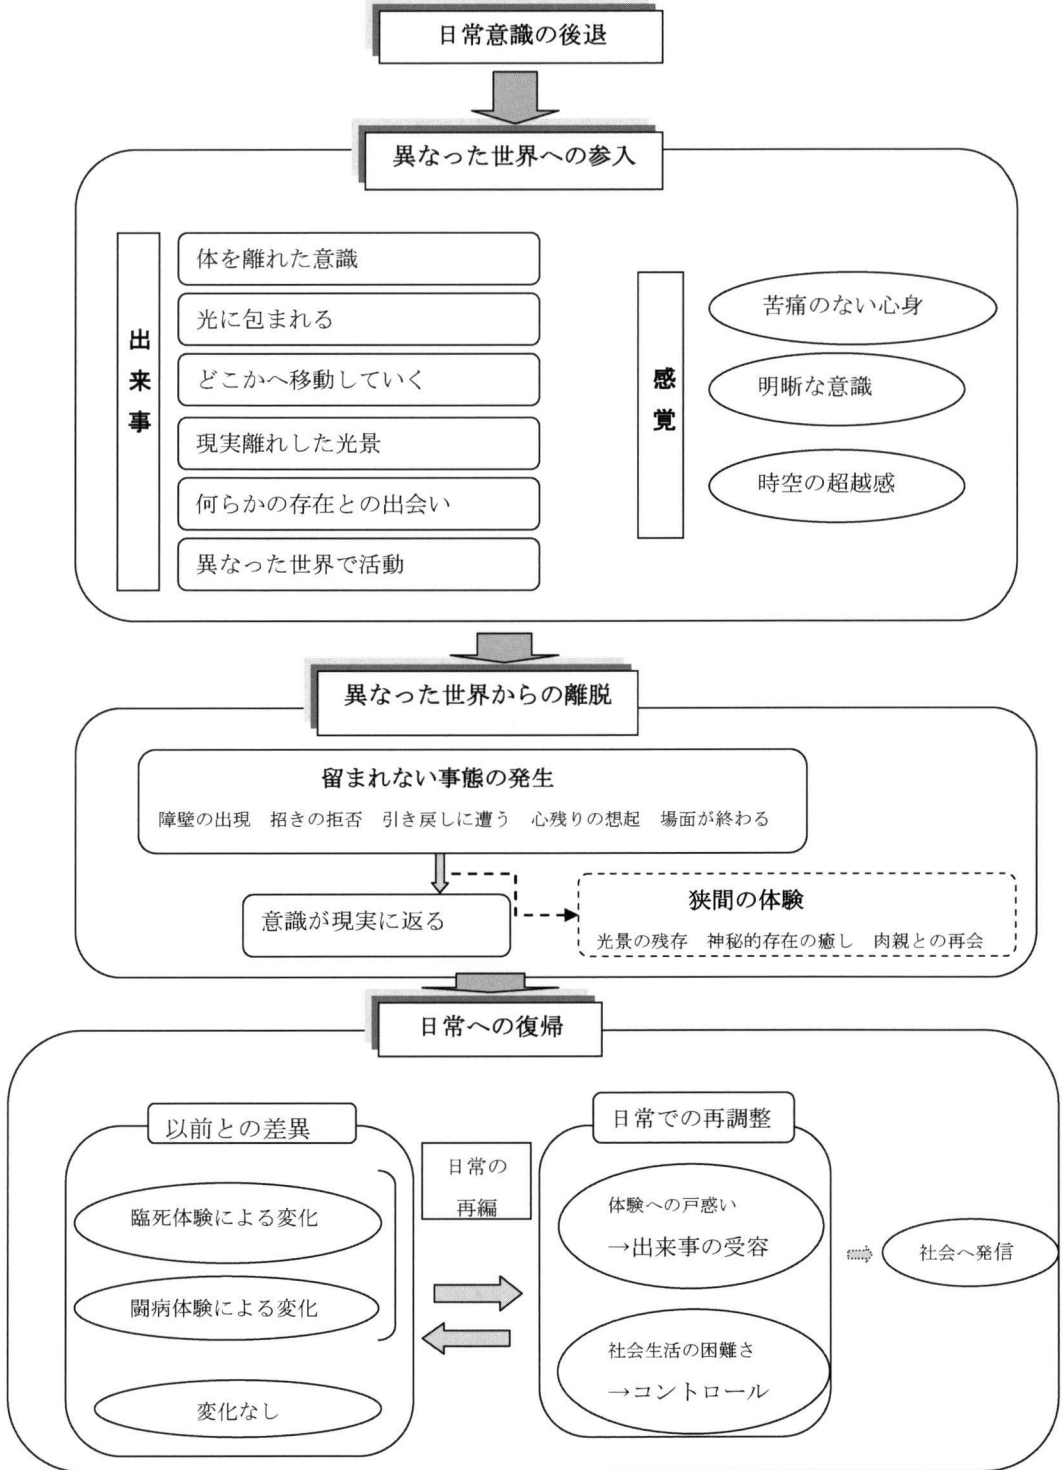 日常意識の後退
異なった世界への参入
出来事
体を離れた意識
光に包まれる
どこかへ移動していく
現実離れした光景
何らかの存在との出会い
異なった世界で活動
感覚
苦痛のない心身
明晰な意識
時空の超越感
異なった世界からの離脱
留まれない事態の発生
障壁の出現　招きの拒否　引き戻しに遭う　心残りの想起　場面が終わる
意識が現実に返る
狭間の体験
光景の残存　神秘的存在の癒し　肉親との再会
日常への復帰
以前との差異
臨死体験による変化
闘病体験による変化
変化なし
日常の
再編
日常での再調整
体験への戸惑い
→出来事の受容
社会生活の困難さ
→コントロール
社会へ発信